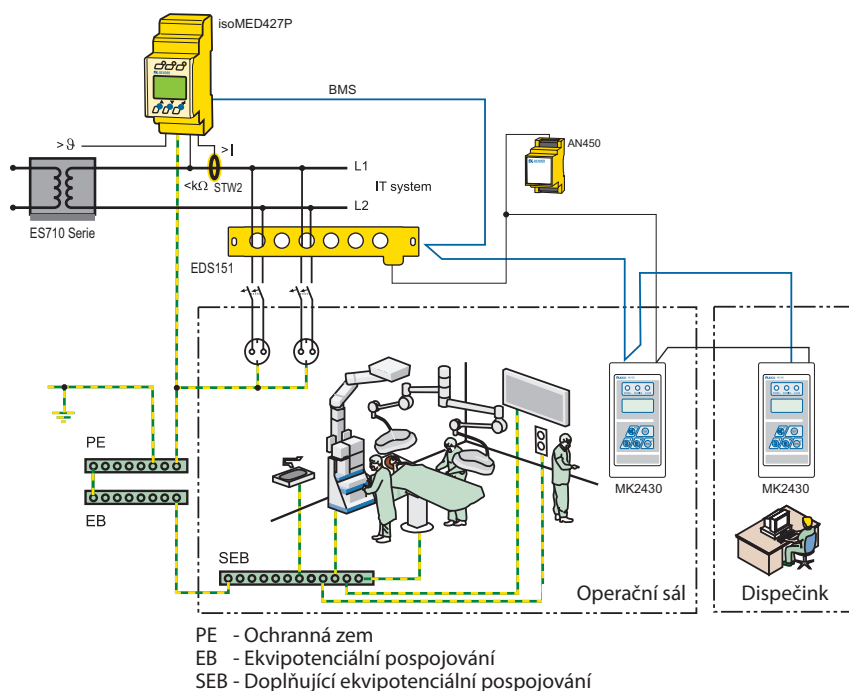 isoMED427P
BMS
>ϑ
>I
AN450
L1
<kΩ
STW2
IT system
L2
ES710 Serie
EDS151
PE
EB
MK2430
MK2430
SEB
Operační sál
Dispečink
PE - Ochranná zem
EB - Ekvipotenciální pospojování
SEB - Doplňující ekvipotenciální pospojování